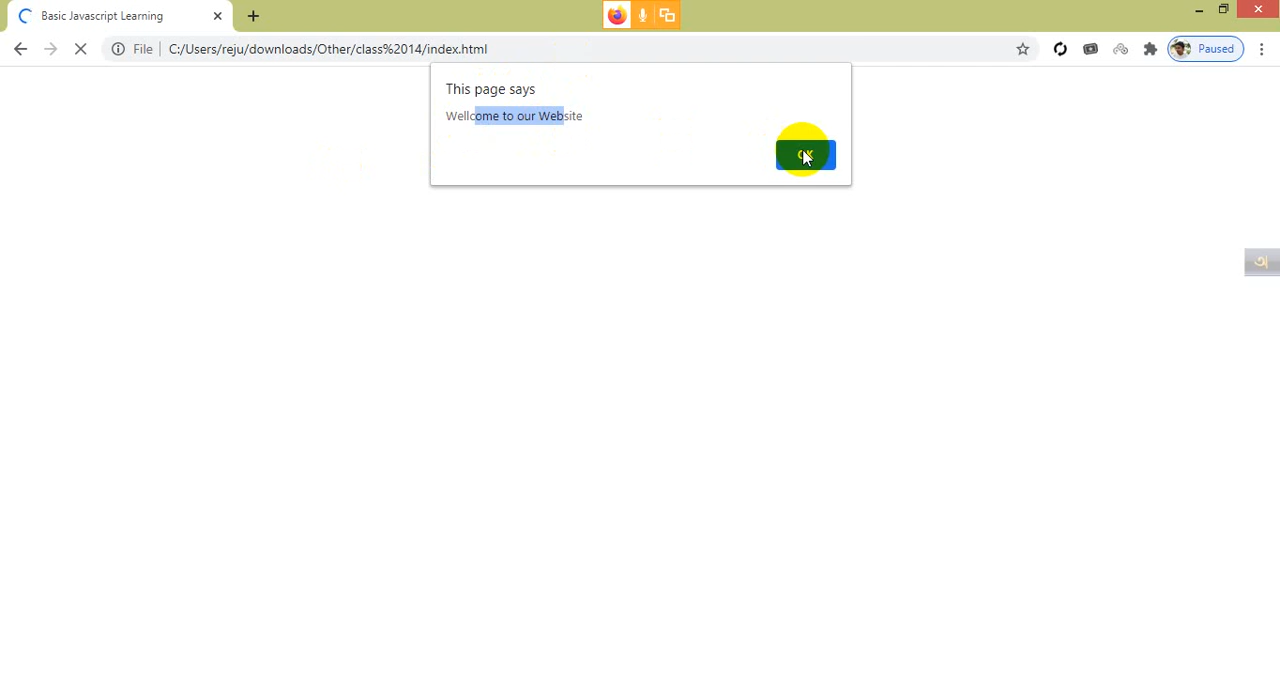 Basic Javascript Learning
File
C:/Users/reju/downloads/Other/class%2014/index.html
Paused
This page says
Wellcome to our Website
OK
অ